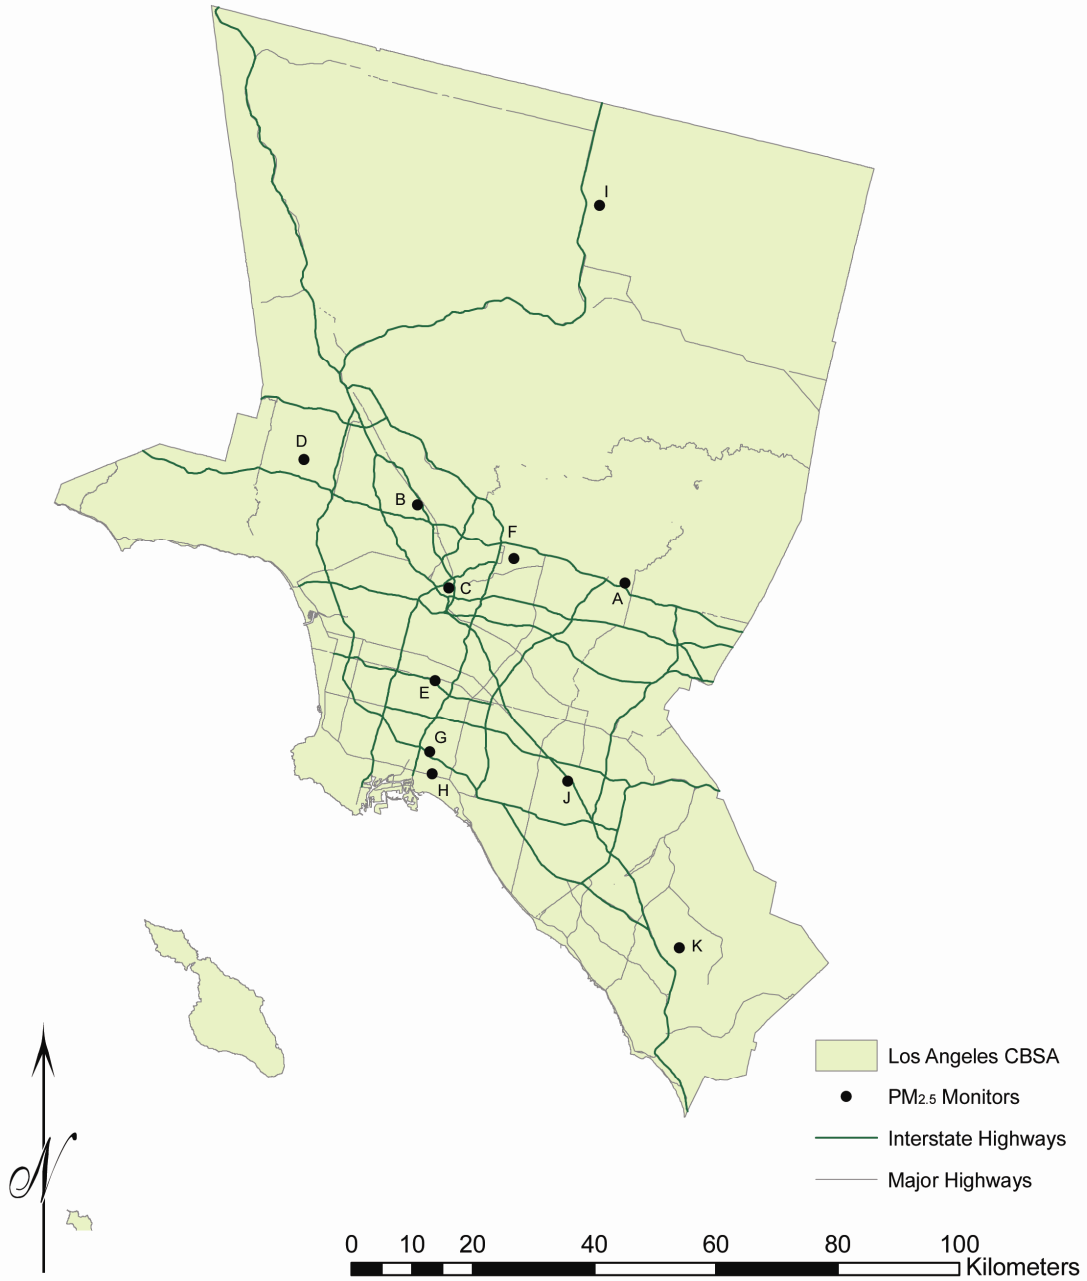 I
D
B
F
C
A
E
G
H
J
K
Los Angeles CBSA
PM2.5 Monitors
Interstate Highways
Major Highways
N
0 10 20 40 60 80 100
Kilometers